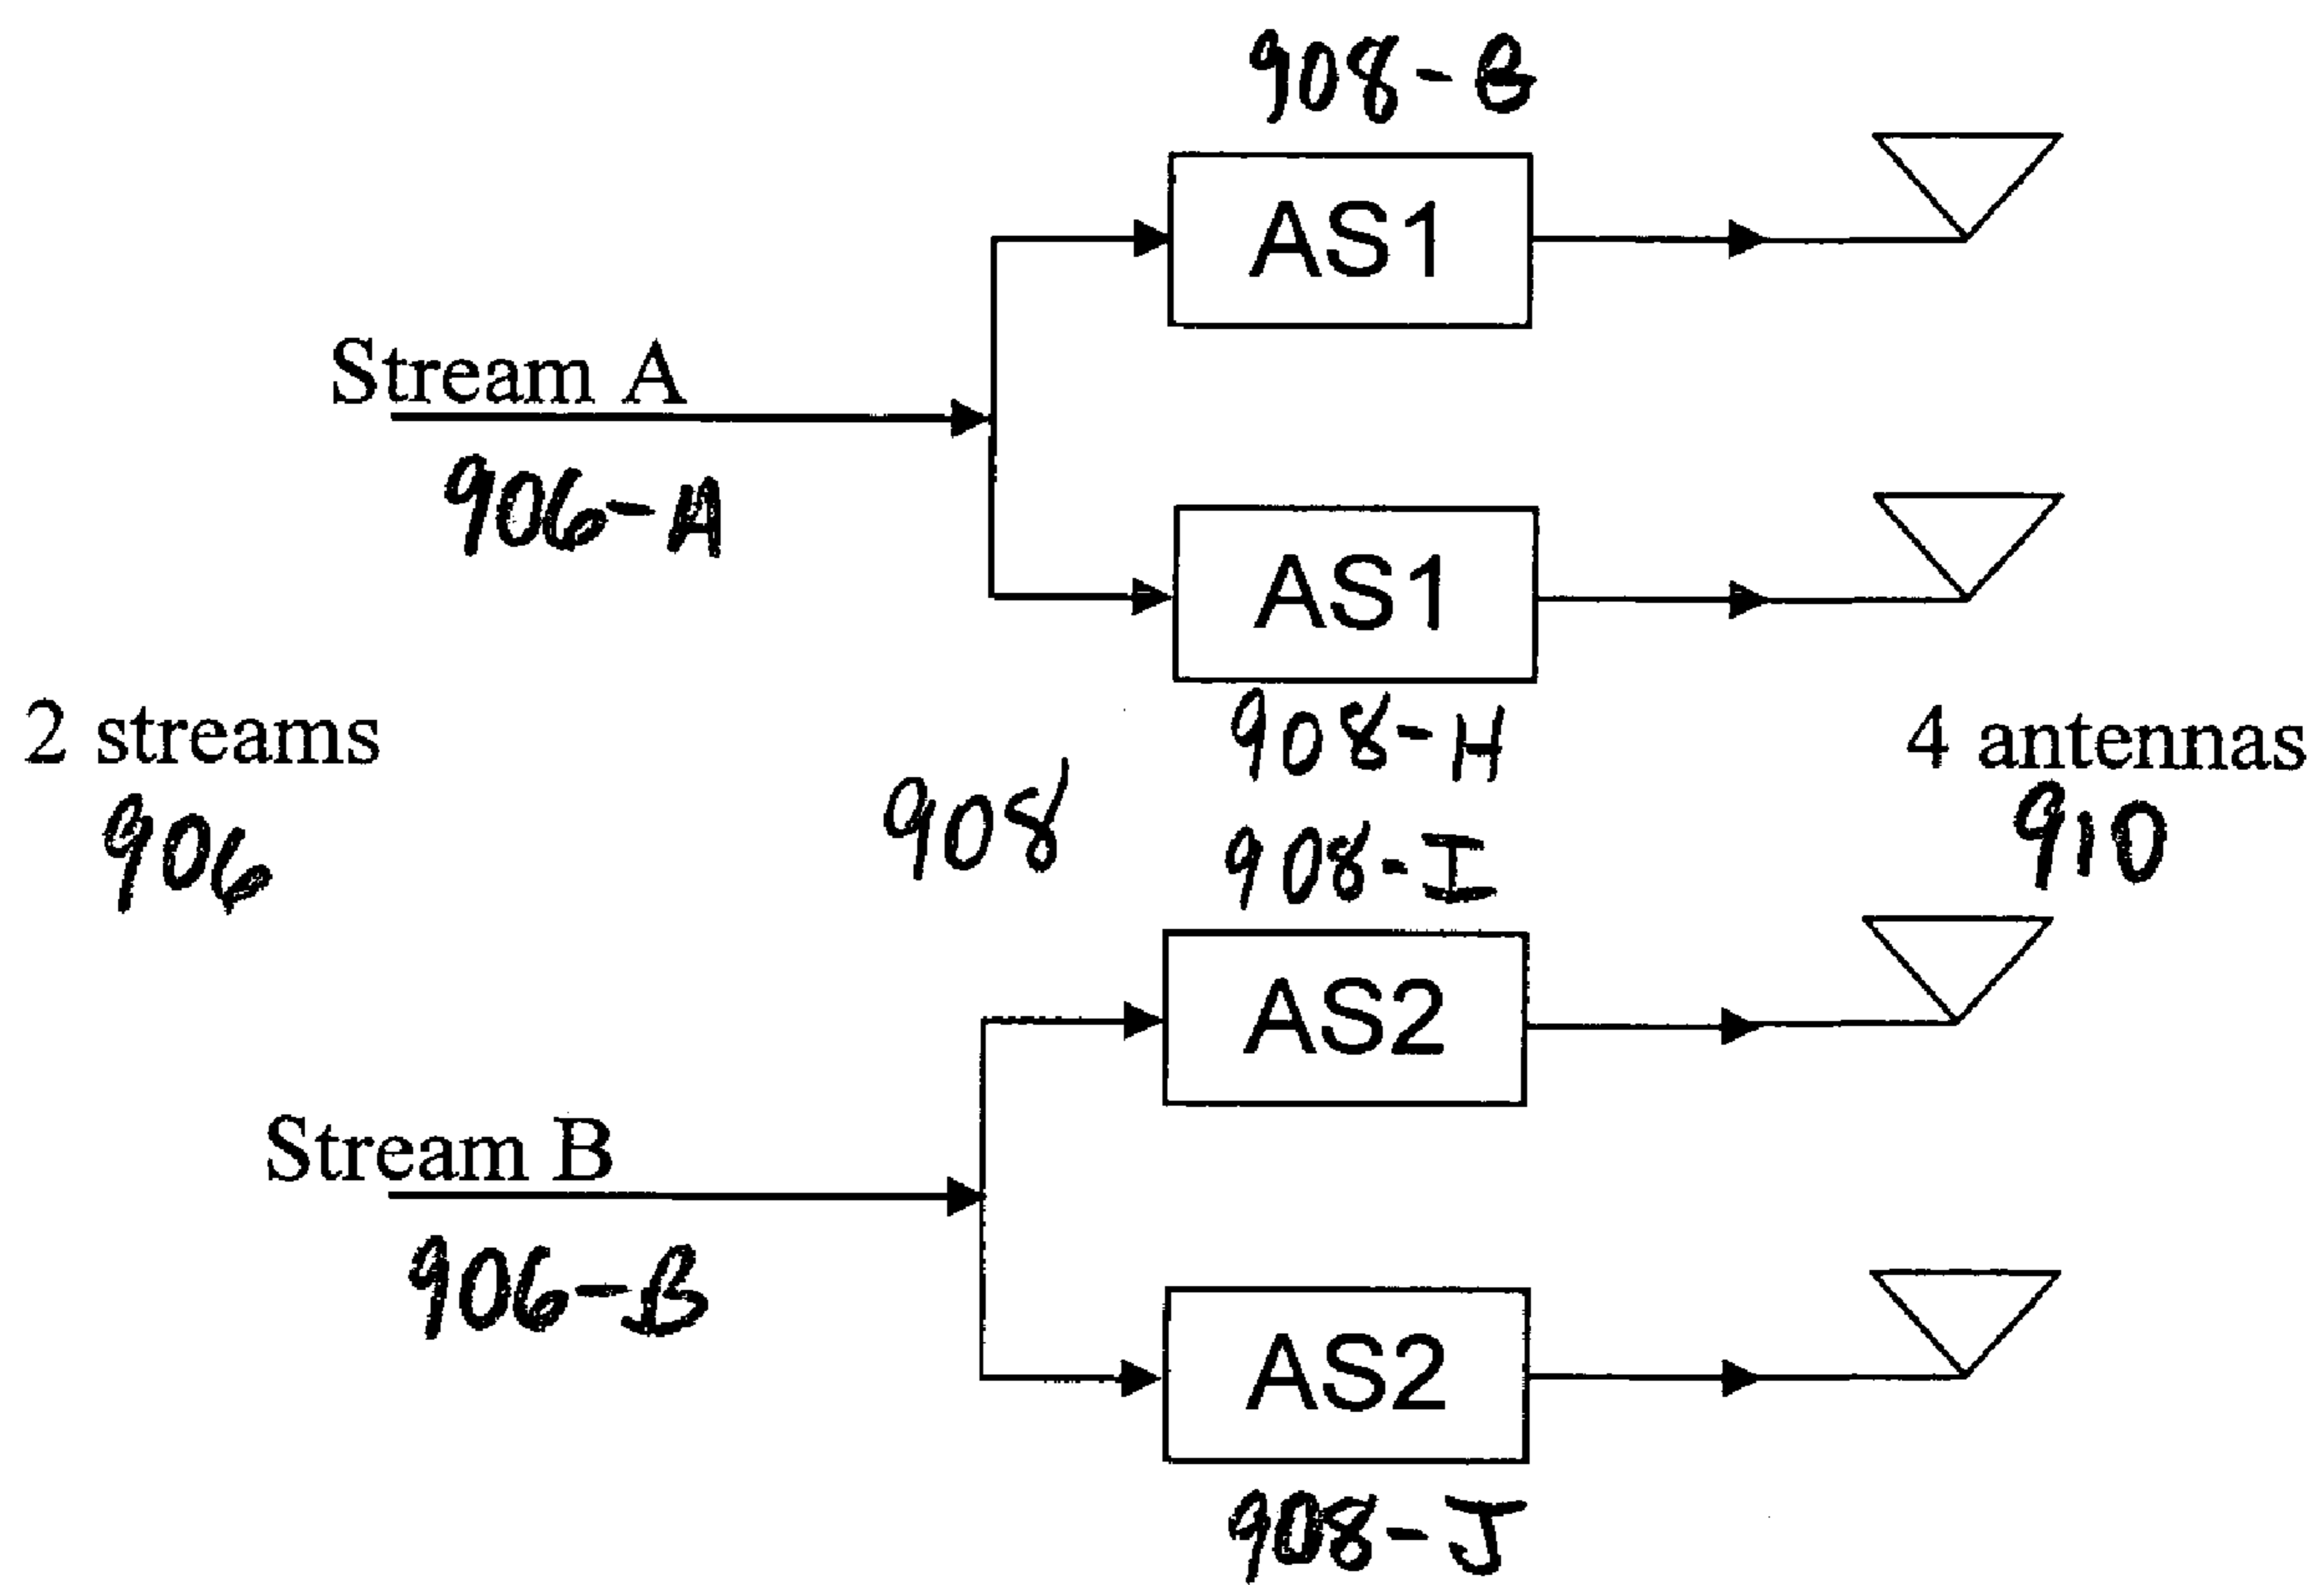 908-G
AS1
Stream A
906-A
AS1
908-H
2 streams
906
908
4 antennas
910
908-I
AS2
Stream B
906-B
AS2
908-J